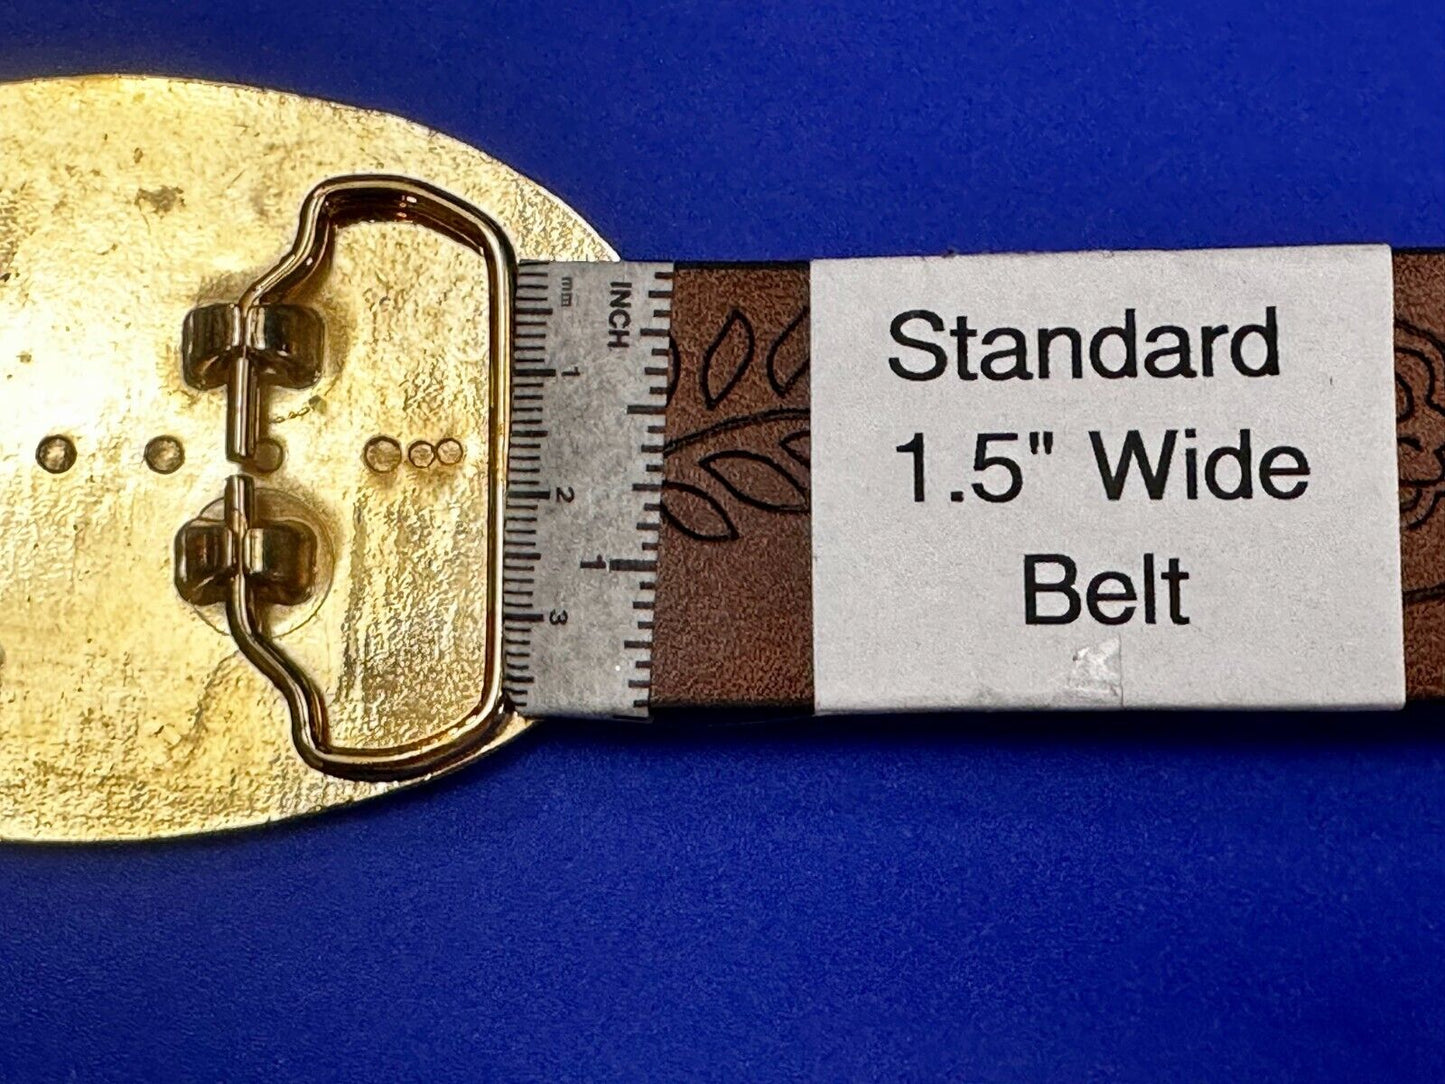 Standard
1.5" Wide
Belt
INCH
mm
1
2
1
3